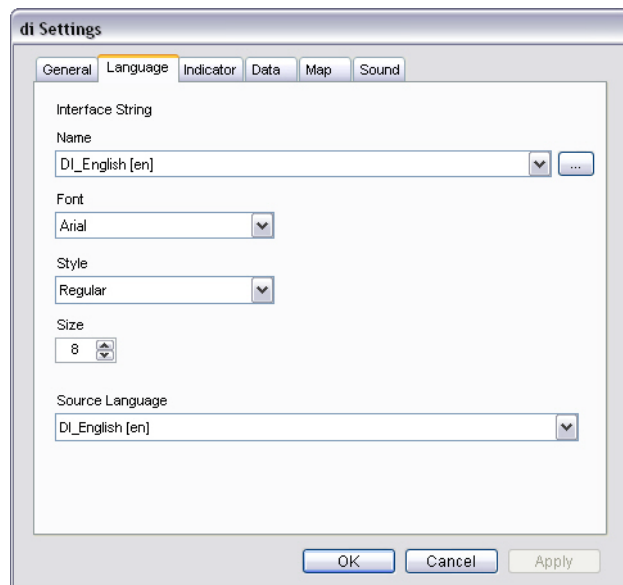 di Settings
General Language Indicator Data Map Sound
Interface String
Name
DI_English [en]
...
Font
Arial
Style
Regular
Size
8
Source Language
DI_English [en]
OK Cancel Apply